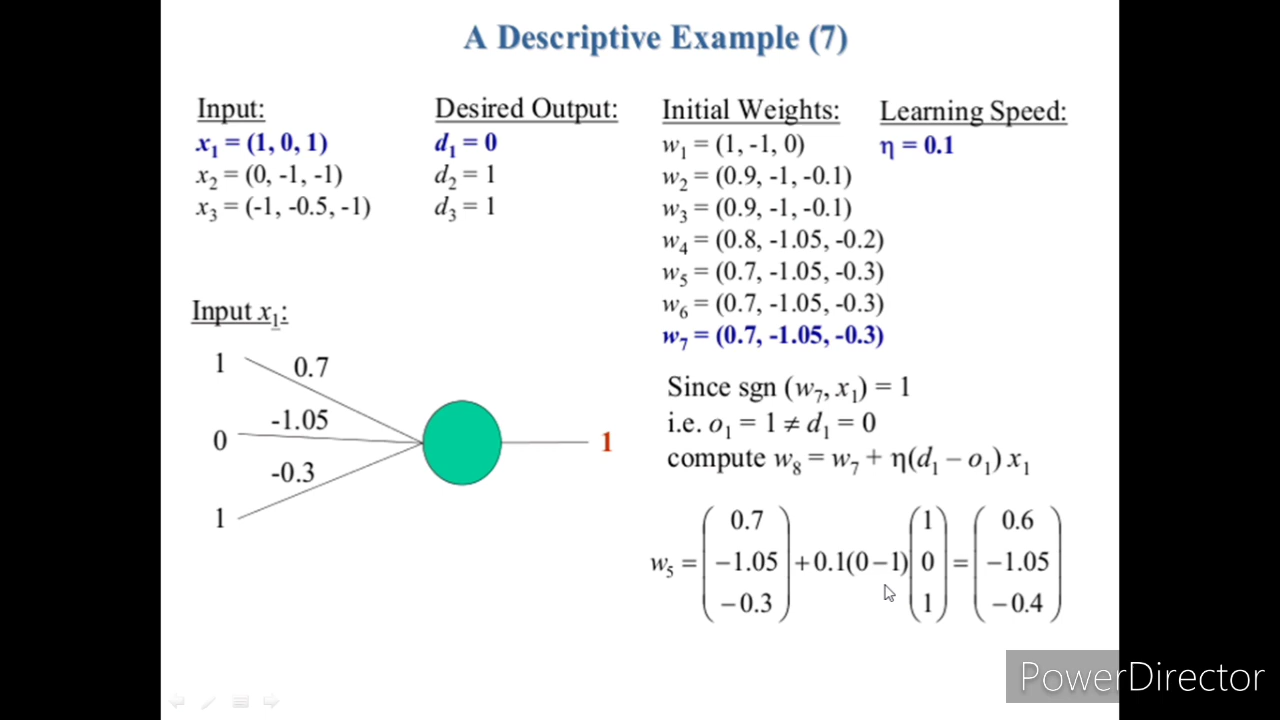 A Descriptive Example (7)
Input:
x₁ = (1, 0, 1)
x₂ = (0, -1, -1)
x₃ = (-1, -0.5, -1)
Desired Output:
d₁ = 0
d₂ = 1
d₃ = 1
Initial Weights:
w₁ = (1, -1, 0)
w₂ = (0.9, -1, -0.1)
w₃ = (0.9, -1, -0.1)
w₄ = (0.8, -1.05, -0.2)
w₅ = (0.7, -1.05, -0.3)
w₆ = (0.7, -1.05, -0.3)
w₇ = (0.7, -1.05, -0.3)
Learning Speed:
η = 0.1
Input x₁:
1 0.7
0 -1.05
1 -0.3
1
Since sgn (w₇, x₁) = 1
i.e. o₁ = 1 ≠ d₁ = 0
compute w₈ = w₇ + η(d₁ – o₁) x₁
w₅ = (0.7 −1.05 −0.3) + 0.1(0−1) (1 0 1) = (0.6 −1.05 −0.4)
PowerDirector